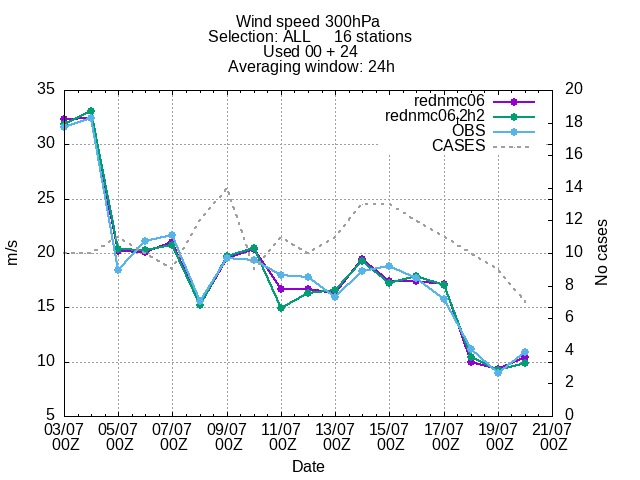 Wind speed 300hPa
Selection: ALL 16 stations
Used 00 + 24
Averaging window: 24h
rednmc06
rednmc06.2h2
OBS
CASES
35
30
25
20
15
10
5
m/s
20
18
16
14
12
10
8
6
4
2
0
No cases
03/07 05/07 07/07 09/07 11/07 13/07 15/07 17/07 19/07 21/07
00Z 00Z 00Z 00Z 00Z 00Z 00Z 00Z 00Z 00Z
Date